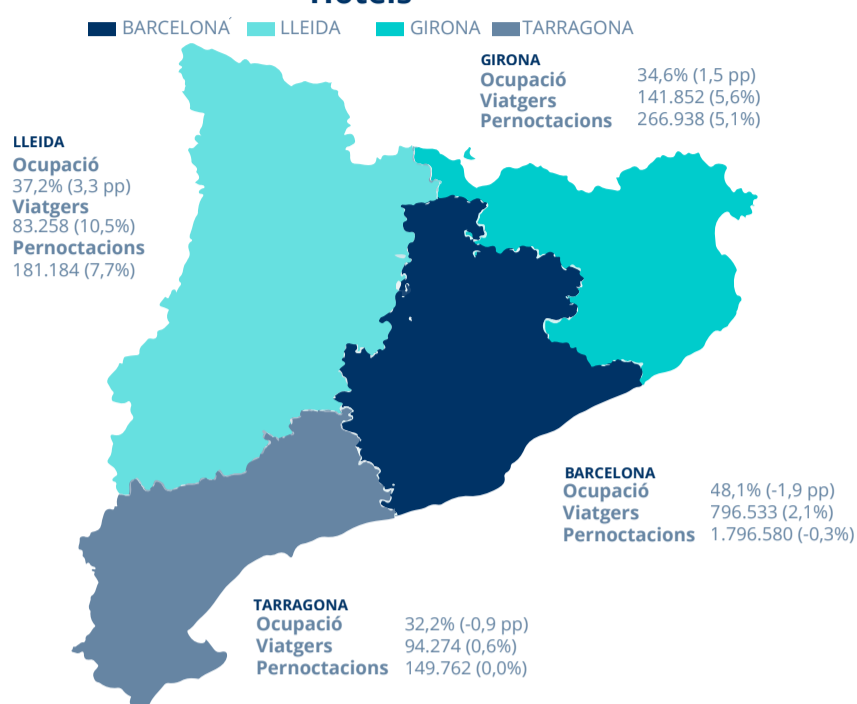 Hotels
BARCELONA LLEIDA GIRONA TARRAGONA
GIRONA
Ocupació 34,6% (1,5 pp)
Viatgers 141.852 (5,6%)
Pernoctacions 266.938 (5,1%)
LLEIDA
Ocupació
37,2% (3,3 pp)
Viatgers
83.258 (10,5%)
Pernoctacions
181.184 (7,7%)
BARCELONA
Ocupació 48,1% (-1,9 pp)
Viatgers 796.533 (2,1%)
Pernoctacions 1.796.580 (-0,3%)
TARRAGONA
Ocupació 32,2% (-0,9 pp)
Viatgers 94.274 (0,6%)
Pernoctacions 149.762 (0,0%)